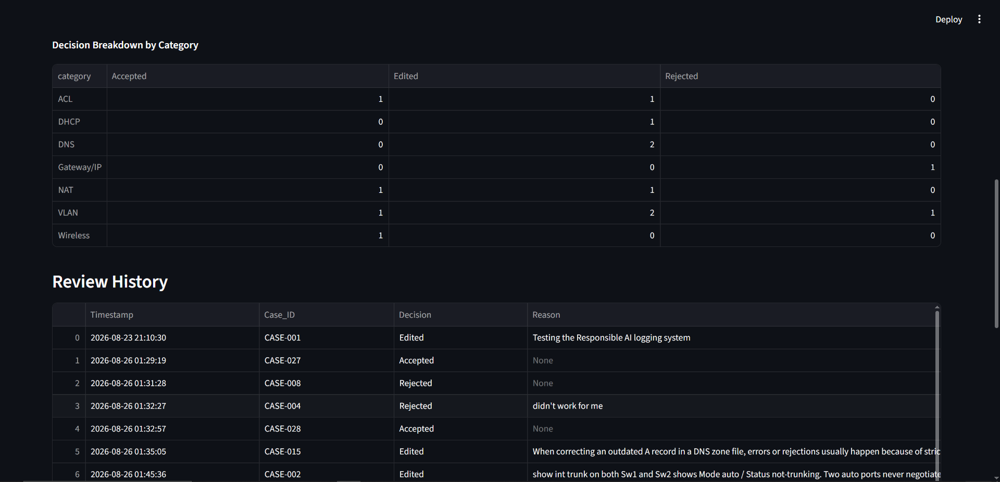 Deploy
Decision Breakdown by Category
category Accepted Edited Rejected
ACL 1 1 0
DHCP 0 1 0
DNS 0 2 0
Gateway/IP 0 0 1
NAT 1 1 0
VLAN 1 2 1
Wireless 1 0 0
Review History
Timestamp Case_ID Decision Reason
0 2026-08-23 21:10:30 CASE-001 Edited Testing the Responsible AI logging system
1 2026-08-26 01:29:19 CASE-027 Accepted None
2 2026-08-26 01:31:28 CASE-008 Rejected None
3 2026-08-26 01:32:27 CASE-004 Rejected didn't work for me
4 2026-08-26 01:32:57 CASE-028 Accepted None
5 2026-08-26 01:35:05 CASE-015 Edited When correcting an outdated A record in a DNS zone file, errors or rejections usually happen because of stric
6 2026-08-26 01:45:36 CASE-002 Edited show int trunk on both Sw1 and Sw2 shows Mode auto / Status not-trunking. Two auto ports never negotiate